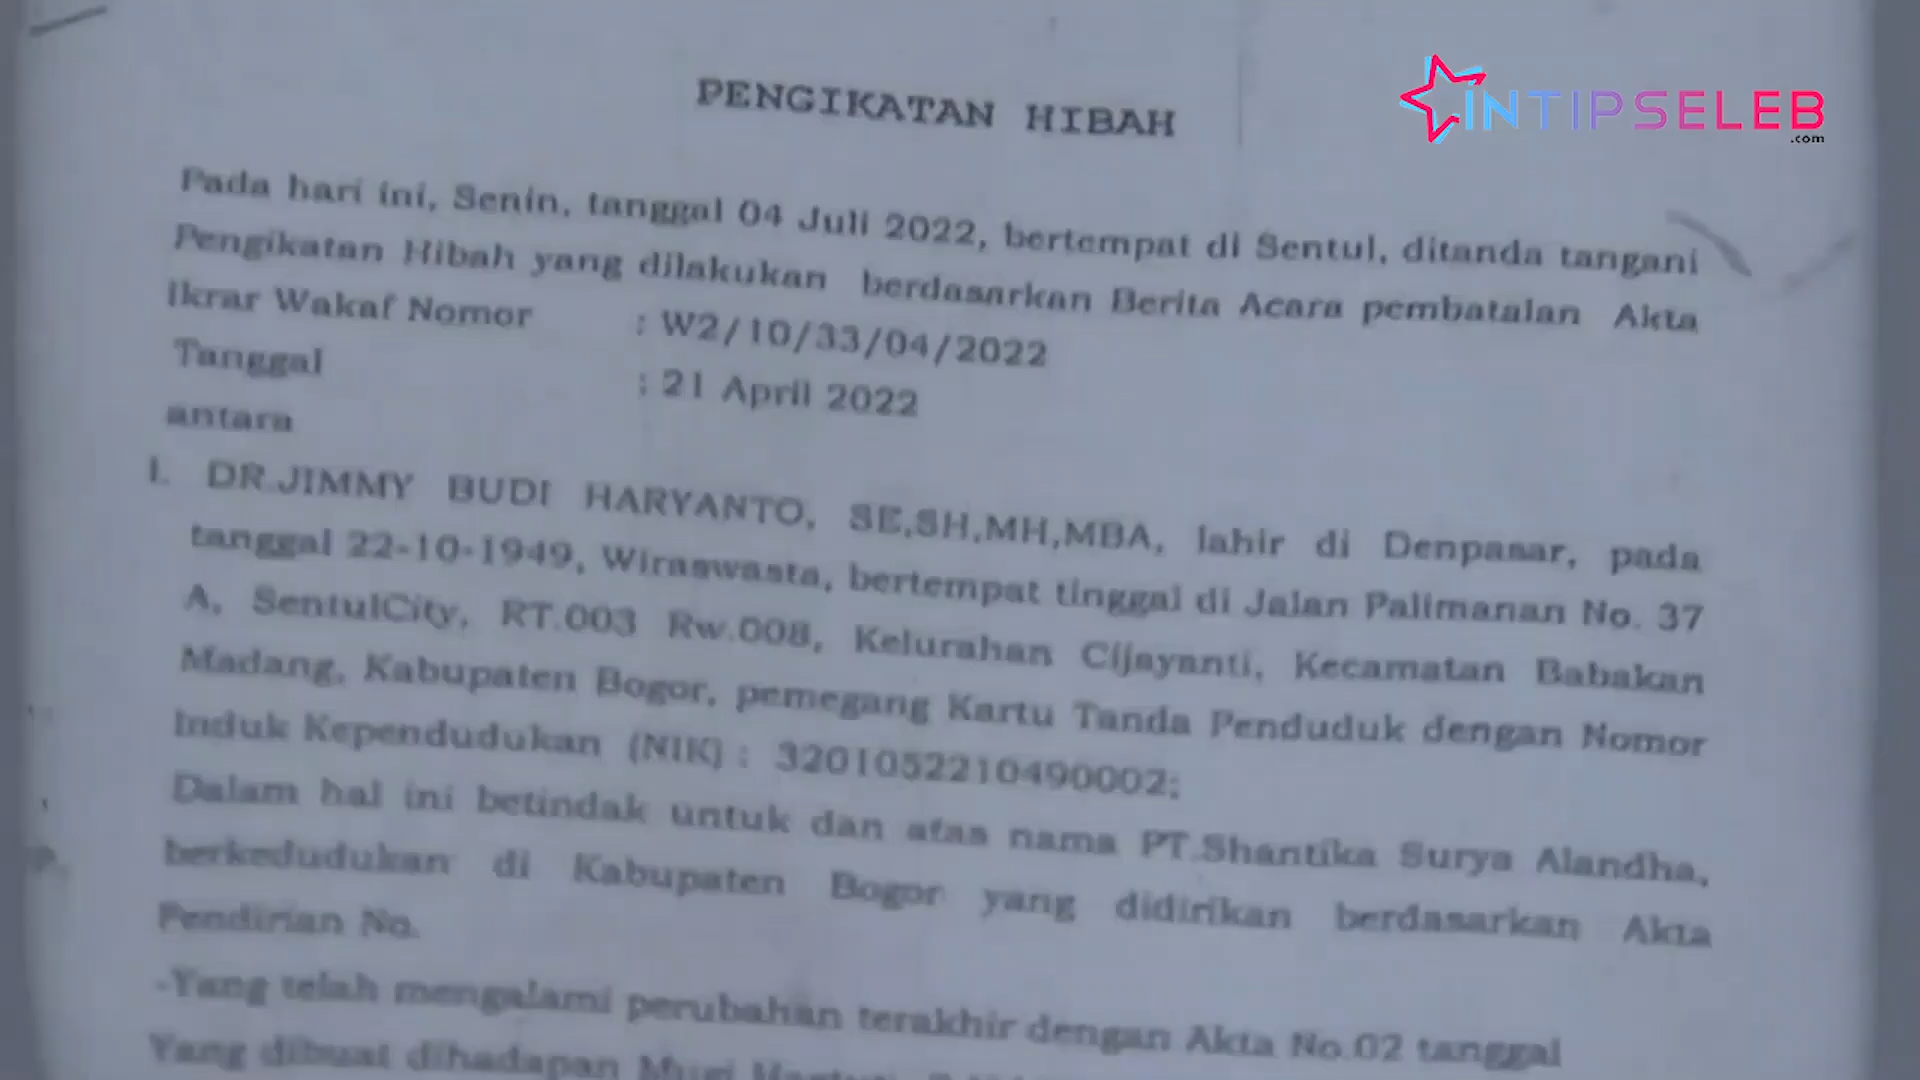 PENGIKATAN HIBAH
INTIPSELEB
.com
Pada hari ini, Senin, tanggal 04 Juli 2022, bertempat di Sentul, ditanda tangani
Pengikatan Hibah yang dilakukan berdasarkan Berita Acara pembatalan Akta
Ikrar Wakaf Nomor : W2/10/33/04/2022
Tanggal : 21 April 2022
antara
I. DR.JIMMY BUDI HARYANTO, SE,SH,MH,MBA, lahir di Denpasar, pada
tanggal 22-10-1949, Wiraswasta, bertempat tinggal di Jalan Palimanan No. 37
A, SentulCity, RT.003 Rw.008, Kelurahan Cijayanti, Kecamatan Babakan
Madang, Kabupaten Bogor, pemegang Kartu Tanda Penduduk dengan Nomor
Induk Kependudukan (NIK) : 3201052210490002;
Dalam hal ini betindak untuk dan atas nama PT.Shantika Surya Alandha,
berkedudukan di Kabupaten Bogor yang didirikan berdasarkan Akta
Pendirian No.
-Yang telah mengalami perubahan terakhir dengan Akta No.02 tanggal
Yang dibuat dihadapan